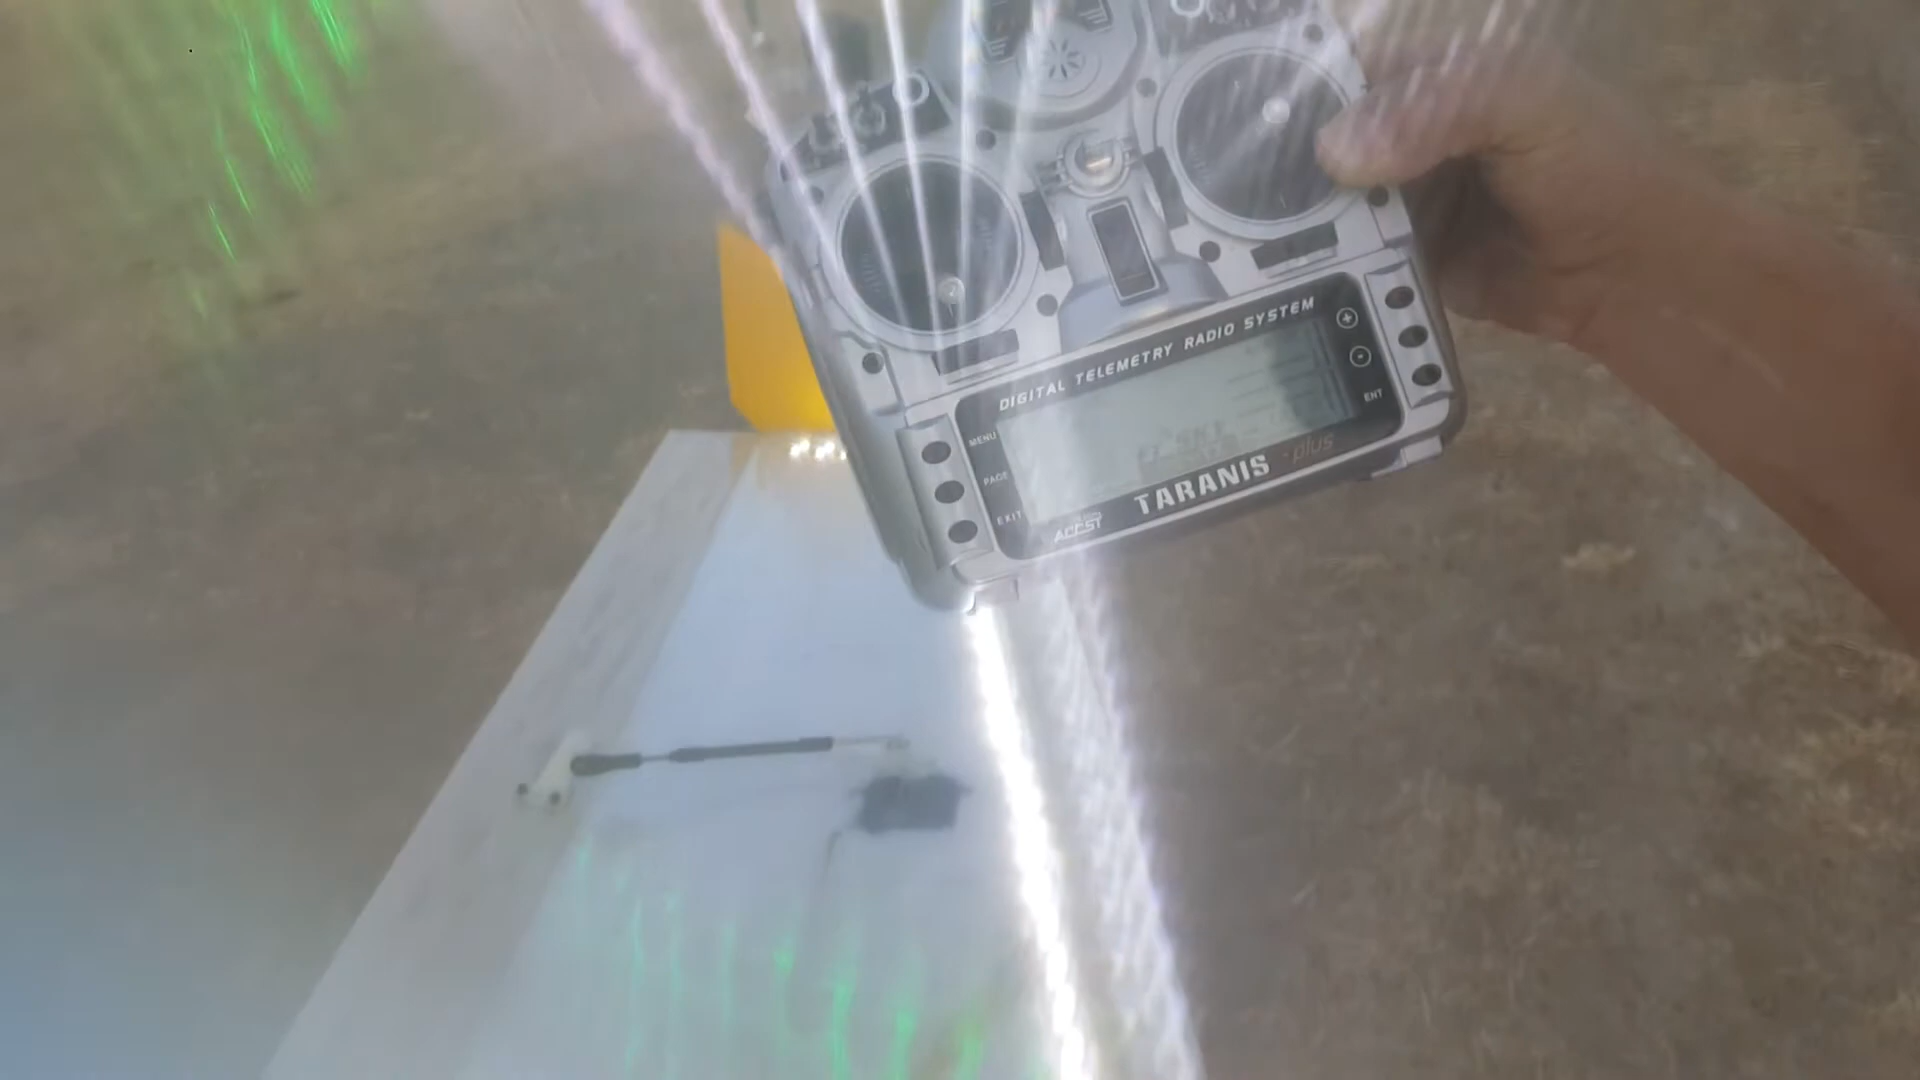 DIGITAL TELEMETRY RADIO SYSTEM
MENU
PAGE
EXIT
ENT
TARANIS -plus
ACCST